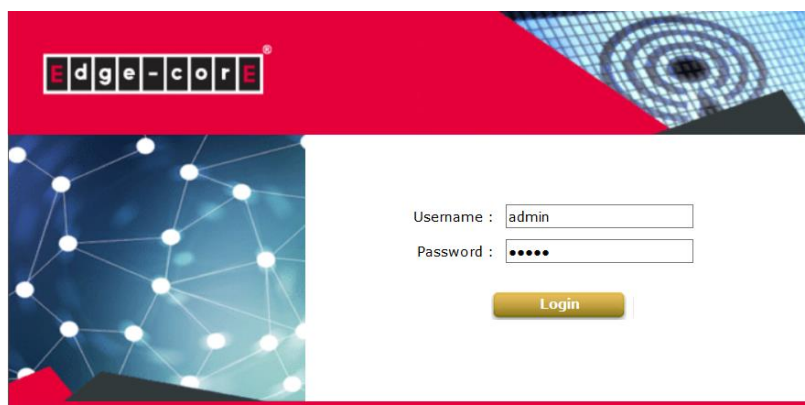 Edge-corE®
Username : admin
Password : •••••
Login